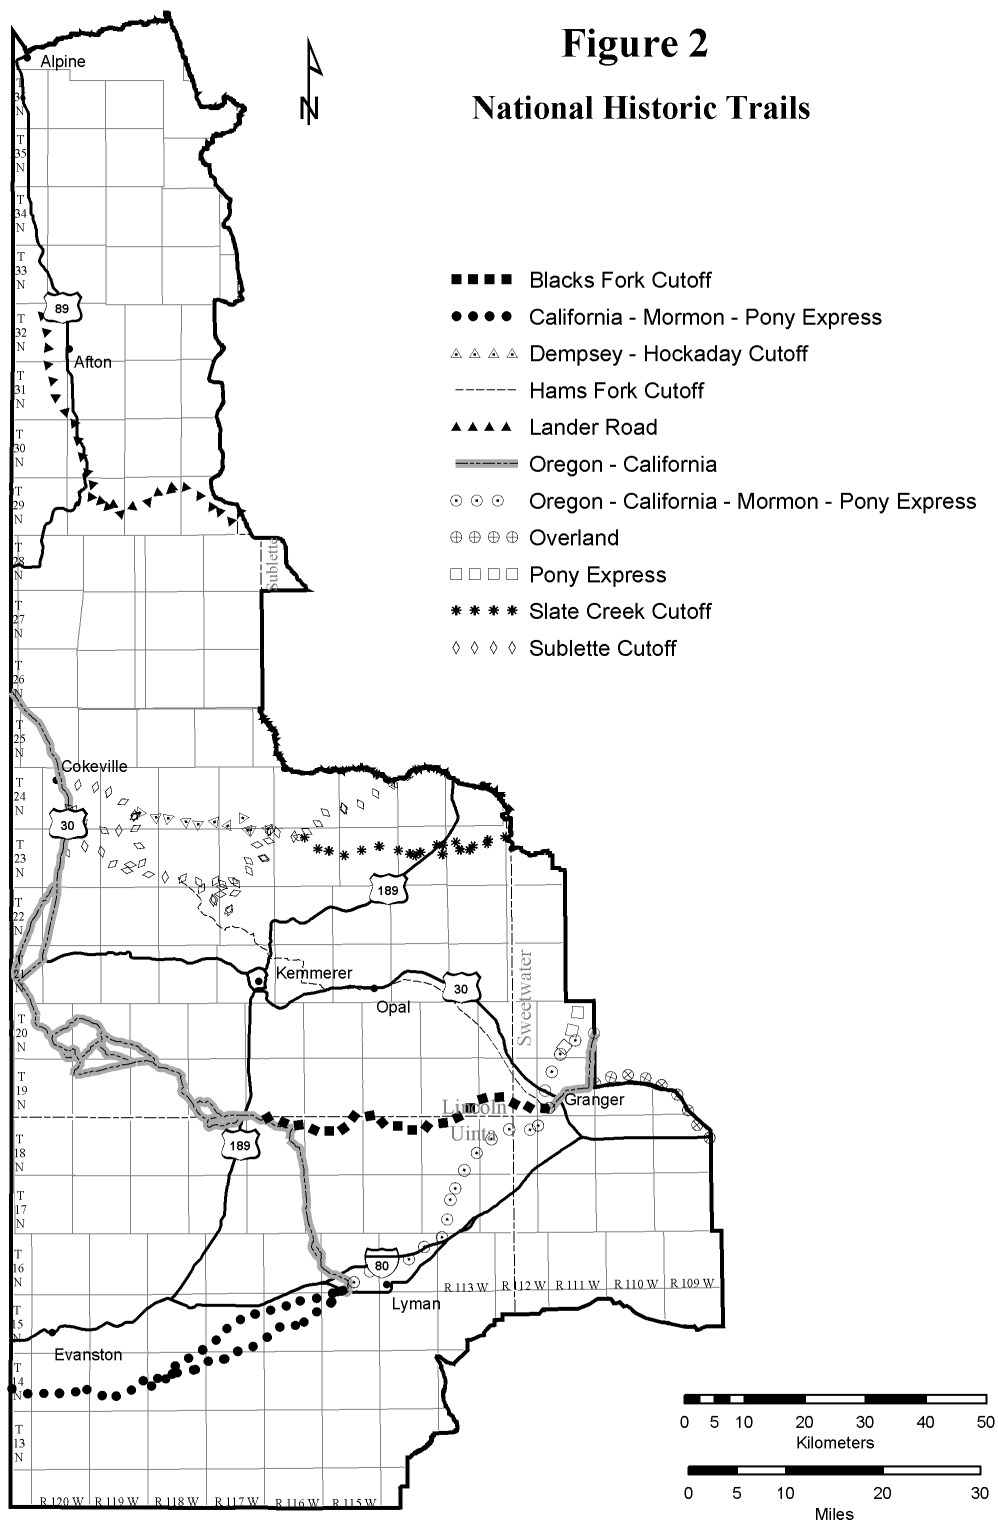 Figure 2
National Historic Trails
N
Blacks Fork Cutoff
California - Mormon - Pony Express
Dempsey - Hockaday Cutoff
Hams Fork Cutoff
Lander Road
Oregon - California
Oregon - California - Mormon - Pony Express
Overland
Pony Express
Slate Creek Cutoff
Sublette Cutoff
Alpine
T
36
N
T
35
N
T
34
N
T
33
N
89
T
32
N
Afton
T
31
N
T
30
N
T
29
N
T
28
N
Sublette
T
27
N
T
26
N
T
25
N
Cokeville
T
24
N
30
T
23
N
189
T
22
N
T
21
N
Kemmerer
30
Opal
Sweetwater
T
20
N
T
19
N
Granger
Lincoln
Uinta
189
T
18
N
T
17
N
T
16
N
80
R 113 W
R 112 W
R 111 W
R 110 W
R 109 W
Lyman
T
15
N
Evanston
T
14
N
T
13
N
R 120 W
R 119 W
R 118 W
R 117 W
R 116 W
R 115 W
0 5 10 20 30 40 50
Kilometers
0 5 10 20 30
Miles